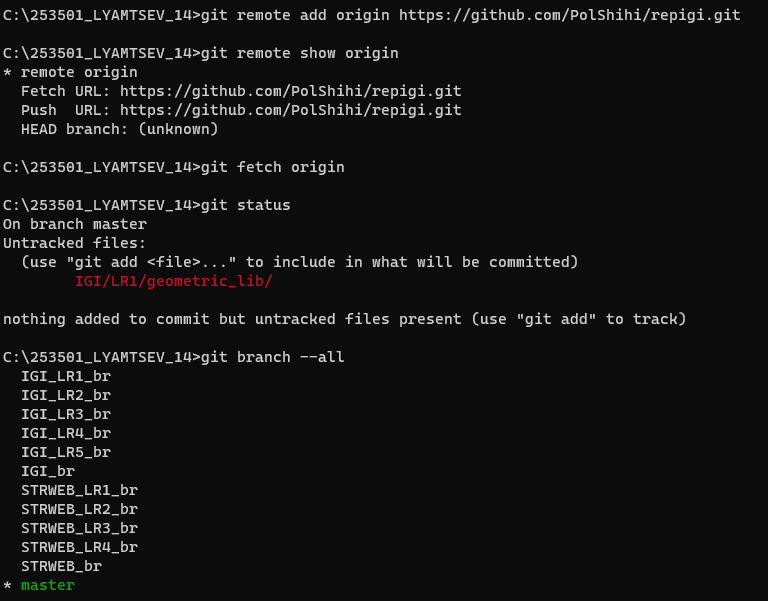 C:\253501_LYAMTSEV_14>git remote add origin https://github.com/PolShihi/repigi.git
C:\253501_LYAMTSEV_14>git remote show origin
* remote origin
  Fetch URL: https://github.com/PolShihi/repigi.git
  Push  URL: https://github.com/PolShihi/repigi.git
  HEAD branch: (unknown)
C:\253501_LYAMTSEV_14>git fetch origin
C:\253501_LYAMTSEV_14>git status
On branch master
Untracked files:
  (use "git add <file>..." to include in what will be committed)
        IGI/LR1/geometric_lib/
nothing added to commit but untracked files present (use "git add" to track)
C:\253501_LYAMTSEV_14>git branch --all
  IGI_LR1_br
  IGI_LR2_br
  IGI_LR3_br
  IGI_LR4_br
  IGI_LR5_br
  IGI_br
  STRWEB_LR1_br
  STRWEB_LR2_br
  STRWEB_LR3_br
  STRWEB_LR4_br
  STRWEB_br
* master